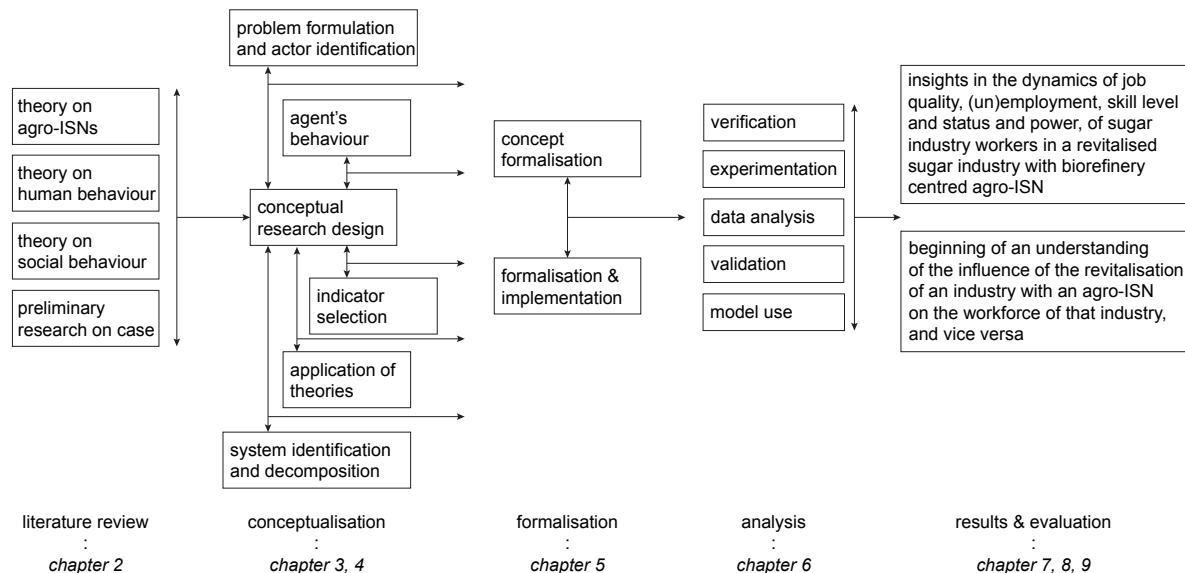 theory on
agro-ISNs
theory on
human behaviour
theory on
social behaviour
preliminary
research on case
problem formulation
and actor identification
agent's
behaviour
conceptual
research design
indicator
selection
application of
theories
system identification
and decomposition
concept
formalisation
formalisation &
implementation
verification
experimentation
data analysis
validation
model use
insights in the dynamics of job
quality, (un)employment, skill level
and status and power, of sugar
industry workers in a revitalised
sugar industry with biorefinery
centred agro-ISN
beginning of an understanding
of the influence of the revitalisation
of an industry with an agro-ISN
on the workforce of that industry,
and vice versa
literature review
:
chapter 2
conceptualisation
:
chapter 3, 4
formalisation
:
chapter 5
analysis
:
chapter 6
results & evaluation
:
chapter 7, 8, 9